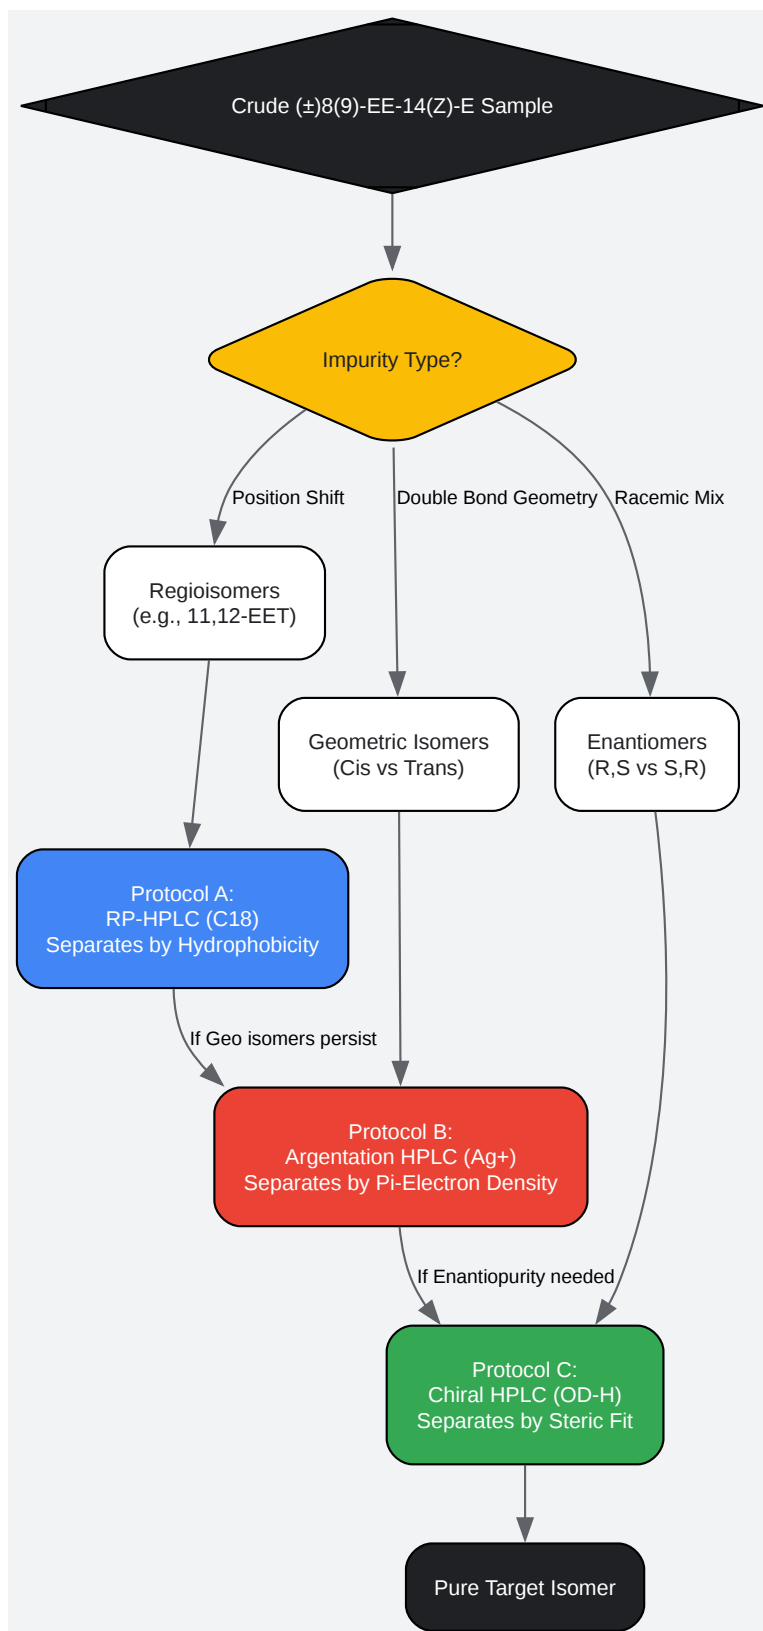 Crude (±)8(9)-EE-14(Z)-E Sample
Impurity Type?
Position Shift
Double Bond Geometry
Racemic Mix
Regioisomers
(e.g., 11,12-EET)
Geometric Isomers
(Cis vs Trans)
Enantiomers
(R,S vs S,R)
Protocol A:
RP-HPLC (C18)
Separates by Hydrophobicity
If Geo isomers persist
Protocol B:
Argentation HPLC (Ag+)
Separates by Pi-Electron Density
If Enantiopurity needed
Protocol C:
Chiral HPLC (OD-H)
Separates by Steric Fit
Pure Target Isomer